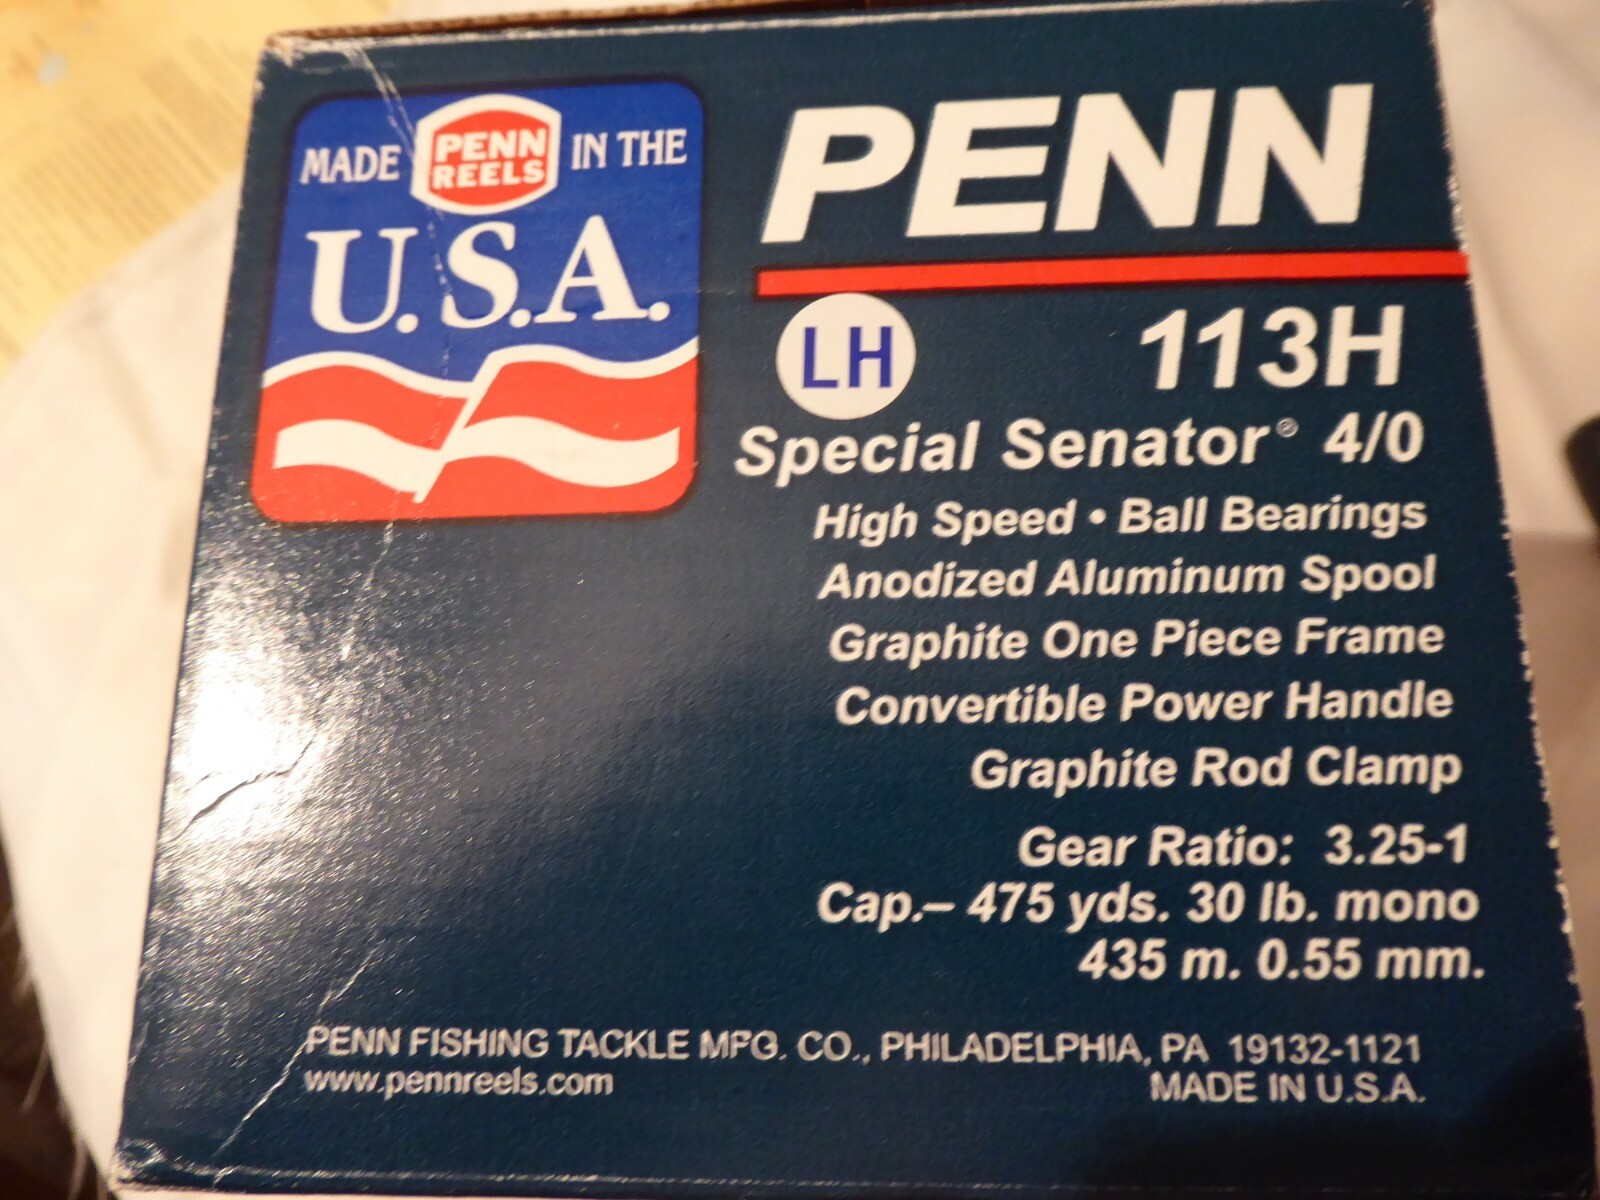 MADE PENN REELS IN THE
U.S.A.
PENN
LH 113H
Special Senator® 4/0
High Speed • Ball Bearings
Anodized Aluminum Spool
Graphite One Piece Frame
Convertible Power Handle
Graphite Rod Clamp
Gear Ratio: 3.25-1
Cap.– 475 yds. 30 lb. mono
435 m. 0.55 mm.
PENN FISHING TACKLE MFG. CO., PHILADELPHIA, PA 19132-1121
www.pennreels.com MADE IN U.S.A.